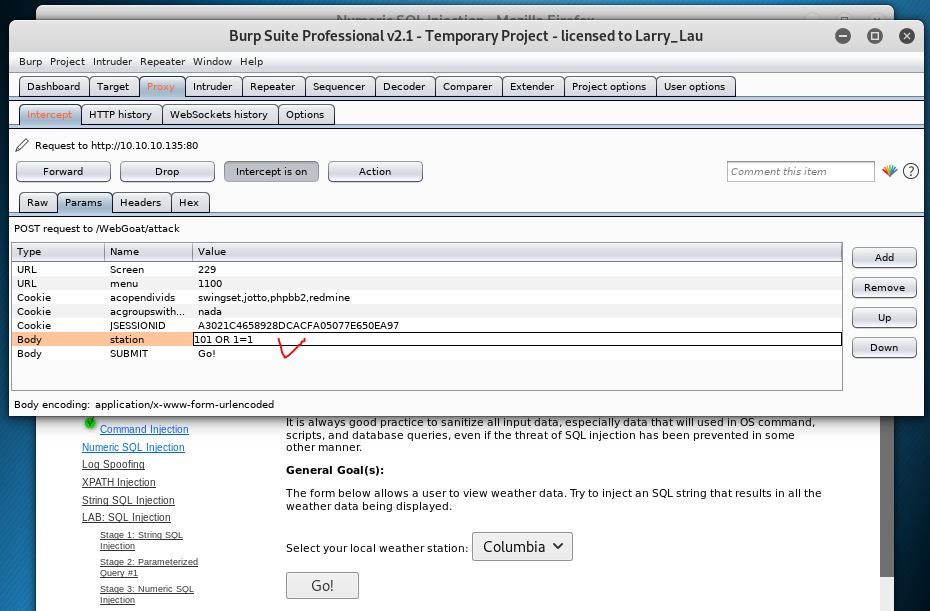 Numeric SQL Injection - Mozilla Firefox
Burp Suite Professional v2.1 - Temporary Project - licensed to Larry_Lau
Burp Project Intruder Repeater Window Help
Dashboard Target Proxy Intruder Repeater Sequencer Decoder Comparer Extender Project options User options
Intercept HTTP history WebSockets history Options
Request to http://10.10.10.135:80
Forward Drop Intercept is on Action Comment this item ?
Raw Params Headers Hex
POST request to /WebGoat/attack
Type Name Value
URL Screen 229
URL menu 1100
Cookie acopendivids swingset,jotto,phpbb2,redmine
Cookie acgroupswith... nada
Cookie JSESSIONID A3021C4658928DCACFA05077E650EA97
Body station 101 OR 1=1
Body SUBMIT Go!
Add
Remove
Up
Down
Body encoding: application/x-www-form-urlencoded
Command Injection
Numeric SQL Injection
Log Spoofing
XPATH Injection
String SQL Injection
LAB: SQL Injection
Stage 1: String SQL
Injection
Stage 2: Parameterized
Query #1
Stage 3: Numeric SQL
Injection
It is always good practice to sanitize all input data, especially data that will used in OS command,
scripts, and database queries, even if the threat of SQL injection has been prevented in some
other manner.
General Goal(s):
The form below allows a user to view weather data. Try to inject an SQL string that results in all the
weather data being displayed.
Select your local weather station: Columbia
Go!